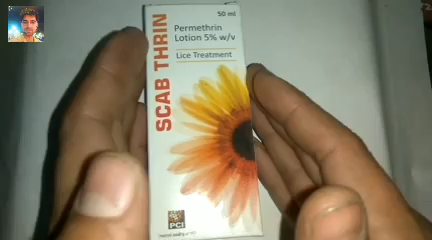 50 ml
SCAB THRIN
Permethrin
Lotion 5% w/v
Lice Treatment
PCI